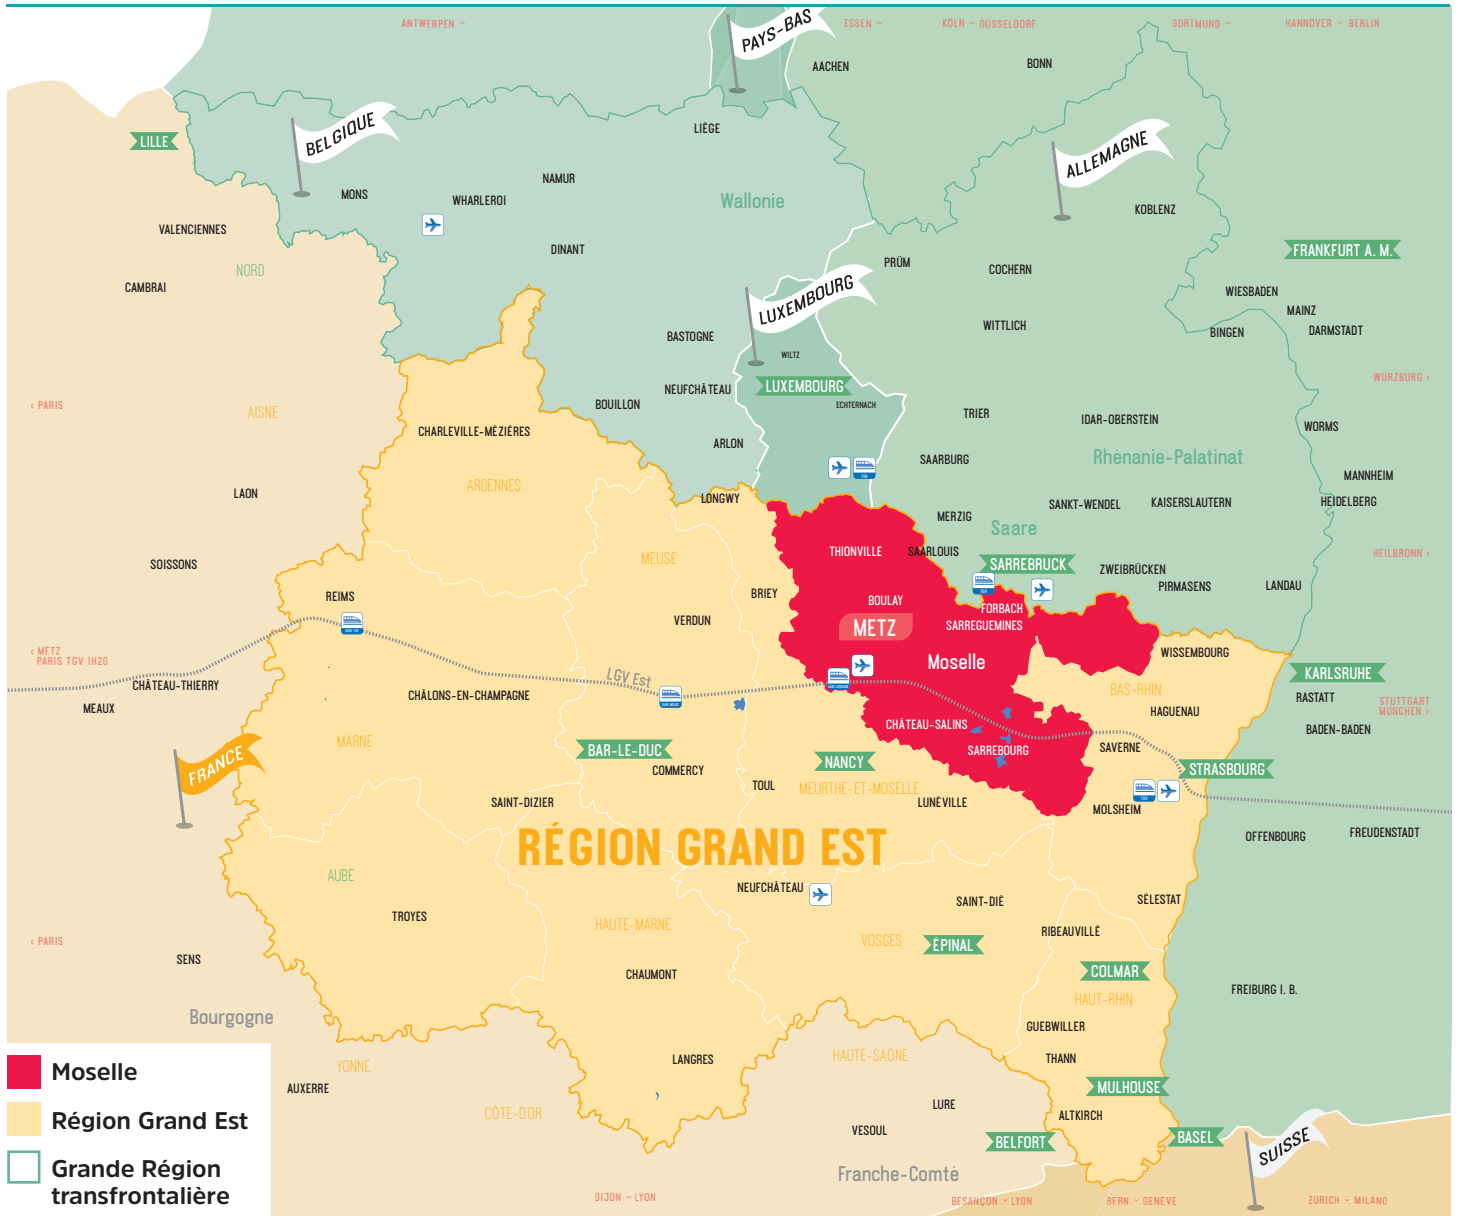 ANTWERPEN ~
ESSEN ~
KÖLN ~ DÜSSELDORF
DORTMUND ~
HANNOVER ~ BERLIN
PAYS-BAS
AACHEN
BONN
BELGIQUE
LILLE
LIÈGE
ALLEMAGNE
NAMUR
MONS
WHARLEROI
Wallonie
KOBLENZ
VALENCIENNES
DINANT
FRANKFURT A. M.
NORD
PRÜM
COCHERN
CAMBRAI
LUXEMBOURG
WIESBADEN
MAINZ
WITTLICH
BINGEN
DARMSTADT
BASTOGNE
WILTZ
WÜRZBURG ›
NEUFCHÂTEAU
LUXEMBOURG
‹ PARIS
BOUILLON
ECHTERNACH
AISNE
TRIER
IDAR-OBERSTEIN
WORMS
CHARLEVILLE-MÉZIÈRES
ARLON
SAARBURG
Rhénanie-Palatinat
MANNHEIM
ARDENNES
LAON
LONGWY
SANKT-WENDEL
KAISERSLAUTERN
HEIDELBERG
MERZIG
Saare
THIONVILLE
SAARLOUIS
HEILBRONN ›
MEUSE
SOISSONS
SARREBRUCK
ZWEIBRÜCKEN
PIRMASENS
LANDAU
TGV
TGV
REIMS
BRIEY
BOULAY
FORBACH
VERDUN
METZ
SARREGUEMINES
‹ METZ
PARIS TGV 1H20
Moselle
WISSEMBOURG
KARLSRUHE
LGV Est
CHÂTEAU-THIERRY
CHÂLONS-EN-CHAMPAGNE
BAS-RHIN
RASTATT
STUTTGART
MÜNCHEN ›
MEAUX
HAGUENAU
CHÂTEAU-SALINS
BADEN-BADEN
MARNE
BAR-LE-DUC
SARREBOURG
SAVERNE
FRANCE
NANCY
STRASBOURG
COMMERCY
TOUL
MEURTHE-ET-MOSELLE
TGV
SAINT-DIZIER
LUNÉVILLE
MOLSHEIM
OFFENBOURG
FREUDENSTADT
RÉGION GRAND EST
AUBE
NEUFCHÂTEAU
SAINT-DIÉ
SÉLESTAT
TROYES
HAUTE-MARNE
RIBEAUVILLÉ
‹ PARIS
VOSGES
ÉPINAL
SENS
CHAUMONT
COLMAR
FREIBURG I. B.
HAUT-RHIN
Bourgogne
GUEBWILLER
LANGRES
HAUTE-SAÔNE
THANN
YONNE
AUXERRE
MULHOUSE
CÔTE-D'OR
LURE
ALTKIRCH
VESOUL
BELFORT
BASEL
SUISSE
Franche-Comté
DIJON ~ LYON
BESANÇON ~ LYON
BERN ~ GENÈVE
ZURICH ~ MILANO
Moselle
Région Grand Est
Grande Région
transfrontalière